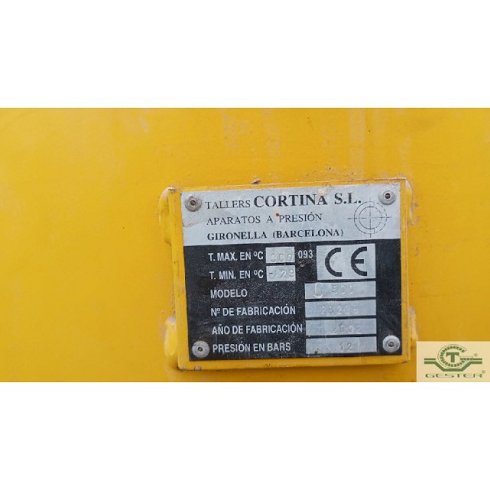 TALLERS CORTINA S.L.
APARATOS A PRESIÓN
GIRONELLA (BARCELONA)
T. MAX. EN ºC 093 CE
T. MIN. EN ºC
MODELO
Nº DE FABRICACIÓN
AÑO DE FABRICACIÓN
PRESIÓN EN BARS 12
GESTER